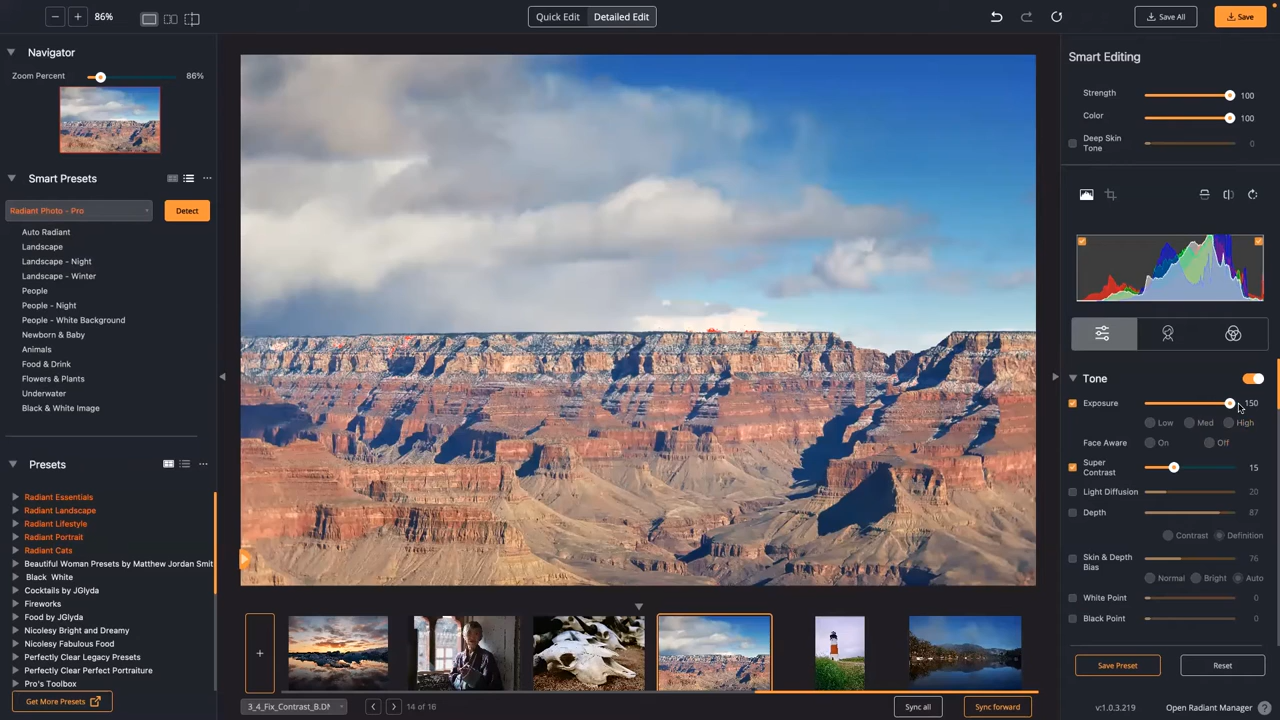 86%
Quick Edit
Detailed Edit
Save All
Save
Navigator
Zoom Percent
86%
Smart Presets
Radiant Photo - Pro
Detect
Auto Radiant
Landscape
Landscape - Night
Landscape - Winter
People
People - Night
People - White Background
Newborn & Baby
Animals
Food & Drink
Flowers & Plants
Underwater
Black & White Image
Presets
Radiant Essentials
Radiant Landscape
Radiant Lifestyle
Radiant Portrait
Radiant Cats
Beautiful Woman Presets by Matthew Jordan Smit
Black White
Cocktails by JGlyda
Fireworks
Food by JGlyda
Nicolesy Bright and Dreamy
Nicolesy Fabulous Food
Perfectly Clear Legacy Presets
Perfectly Clear Perfect Portraiture
Pro's Toolbox
Get More Presets
3_4_Fix_Contrast_B.DN
14 of 16
Sync all
Sync forward
Smart Editing
Strength 100
Color 100
Deep Skin
Tone 0
Tone
Exposure 150
Low Med High
Face Aware On Off
Super
Contrast 15
Light Diffusion 20
Depth 87
Contrast Definition
Skin & Depth
Bias 76
Normal Bright Auto
White Point 0
Black Point 0
Save Preset
Reset
v:1.0.3.219
Open Radiant Manager
?